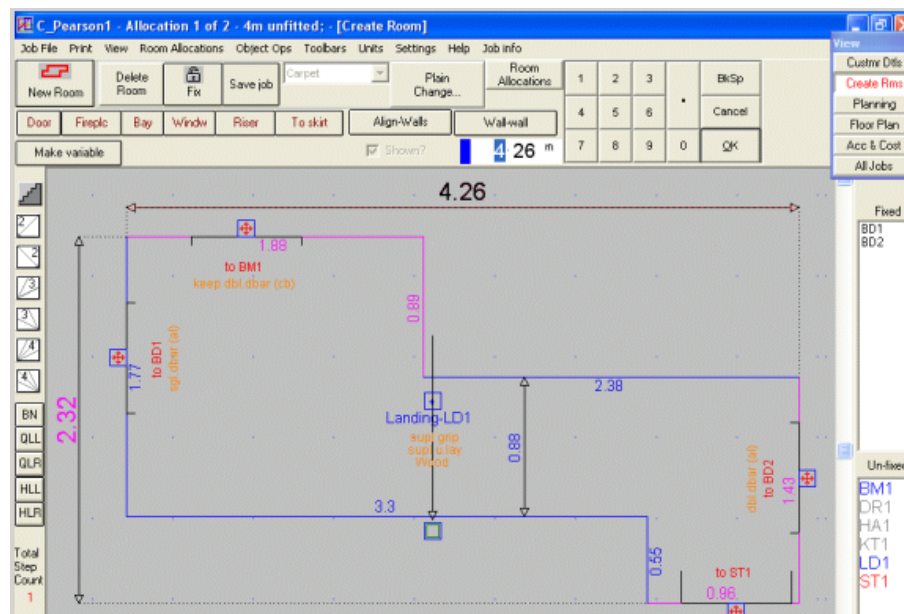 C_Pearson1 - Allocation 1 of 2 - 4m unfitted; - [Create Room]
Job File Print View Room Allocations Object Ops Toolbars Units Settings Help Job info
View
Custmr Dtls
Create Rms
Planning
Floor Plan
Acc & Cost
All Jobs
New Room
Delete Room
Fix
Save job
Carpet
Plain Change...
Room Allocations
1 2 3 . BkSp
4 5 6 Cancel
7 8 9 0 OK
Door Fireplc Bay Windw Riser To skirt Align-Walls Wall-wall
Make variable
Shown?
4.26 m
2
2
3
3
4
4
BN
QLL
QLR
HLL
HLR
Total
Step
Count
1
4.26
1.88
to BM1
keep dbl.dbar (cb)
0.89
to BD1
sgl.dbar (al)
1.77
2.32
2.38
Landing-LD1
supl grip
supl u.lay
Wood
0.88
dbl.dbar (al)
to BD2
1.43
3.3
0.55
to ST1
0.96
Fixed
BD1
BD2
Un-fixed
BM1
DR1
HA1
KT1
LD1
ST1